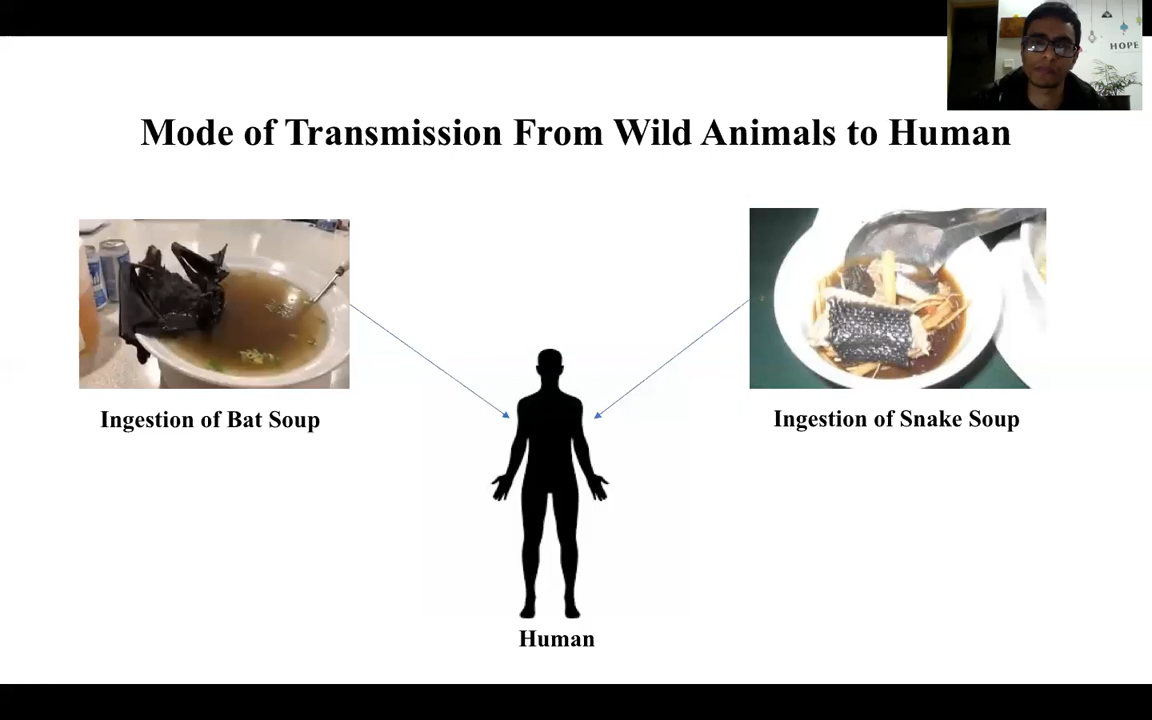 HOPE
Mode of Transmission From Wild Animals to Human
Ingestion of Bat Soup
Ingestion of Snake Soup
Human